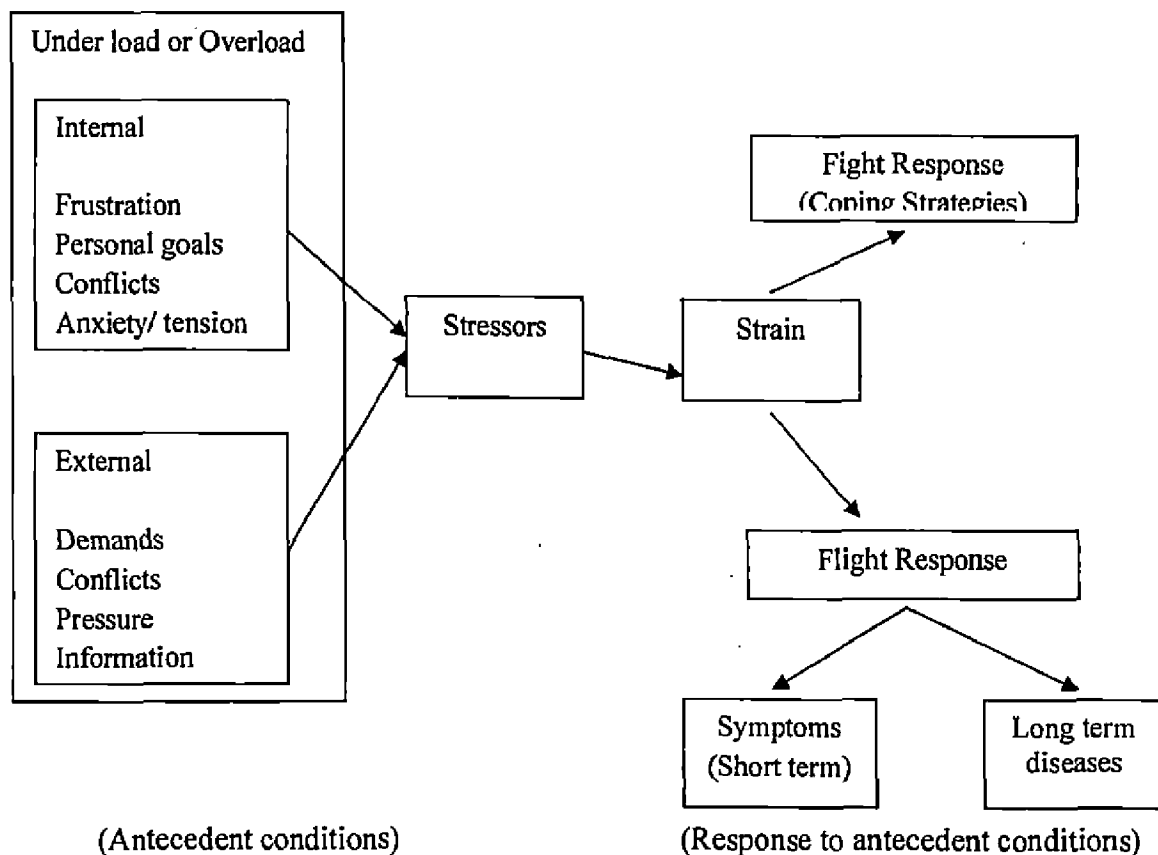 Under load or Overload
Internal
Frustration
Personal goals
Conflicts
Anxiety/ tension
External
Demands
Conflicts
Pressure
Information
Stressors
Strain
Fight Response
(Coping Strategies)
Flight Response
Symptoms
(Short term)
Long term
diseases
(Antecedent conditions)
(Response to antecedent conditions)